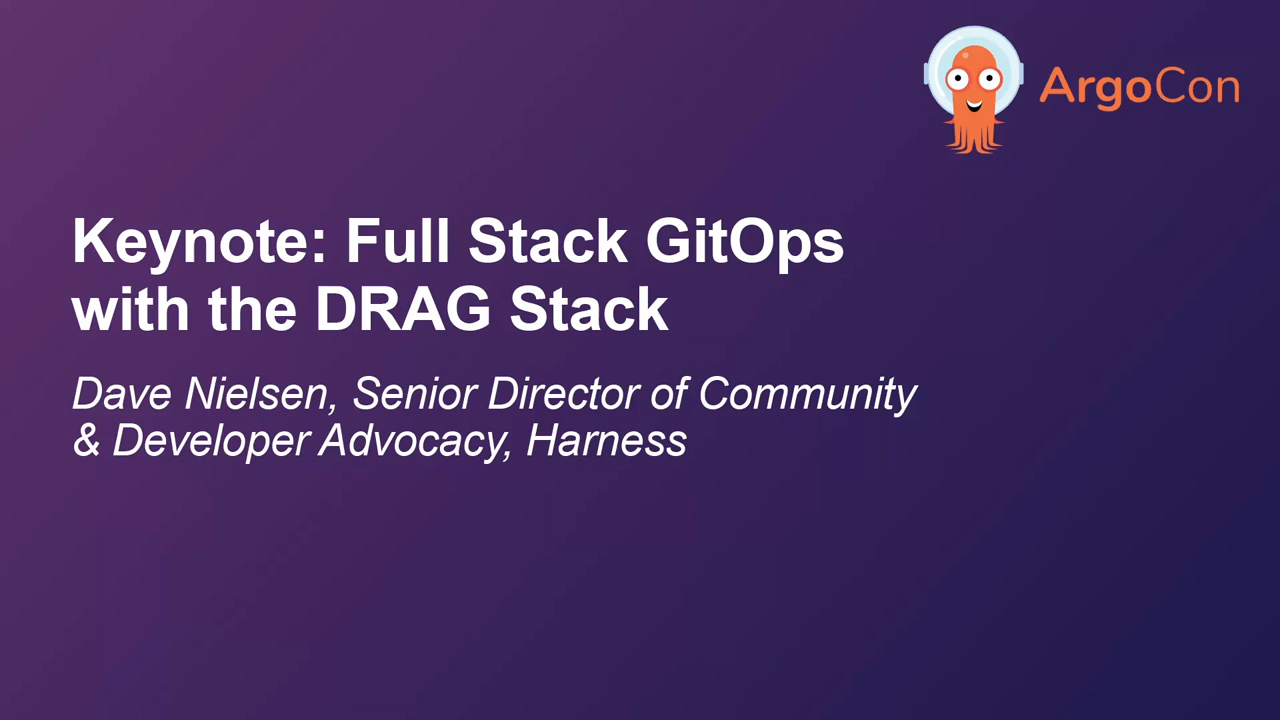 ArgoCon
Keynote: Full Stack GitOps
with the DRAG Stack
Dave Nielsen, Senior Director of Community
& Developer Advocacy, Harness